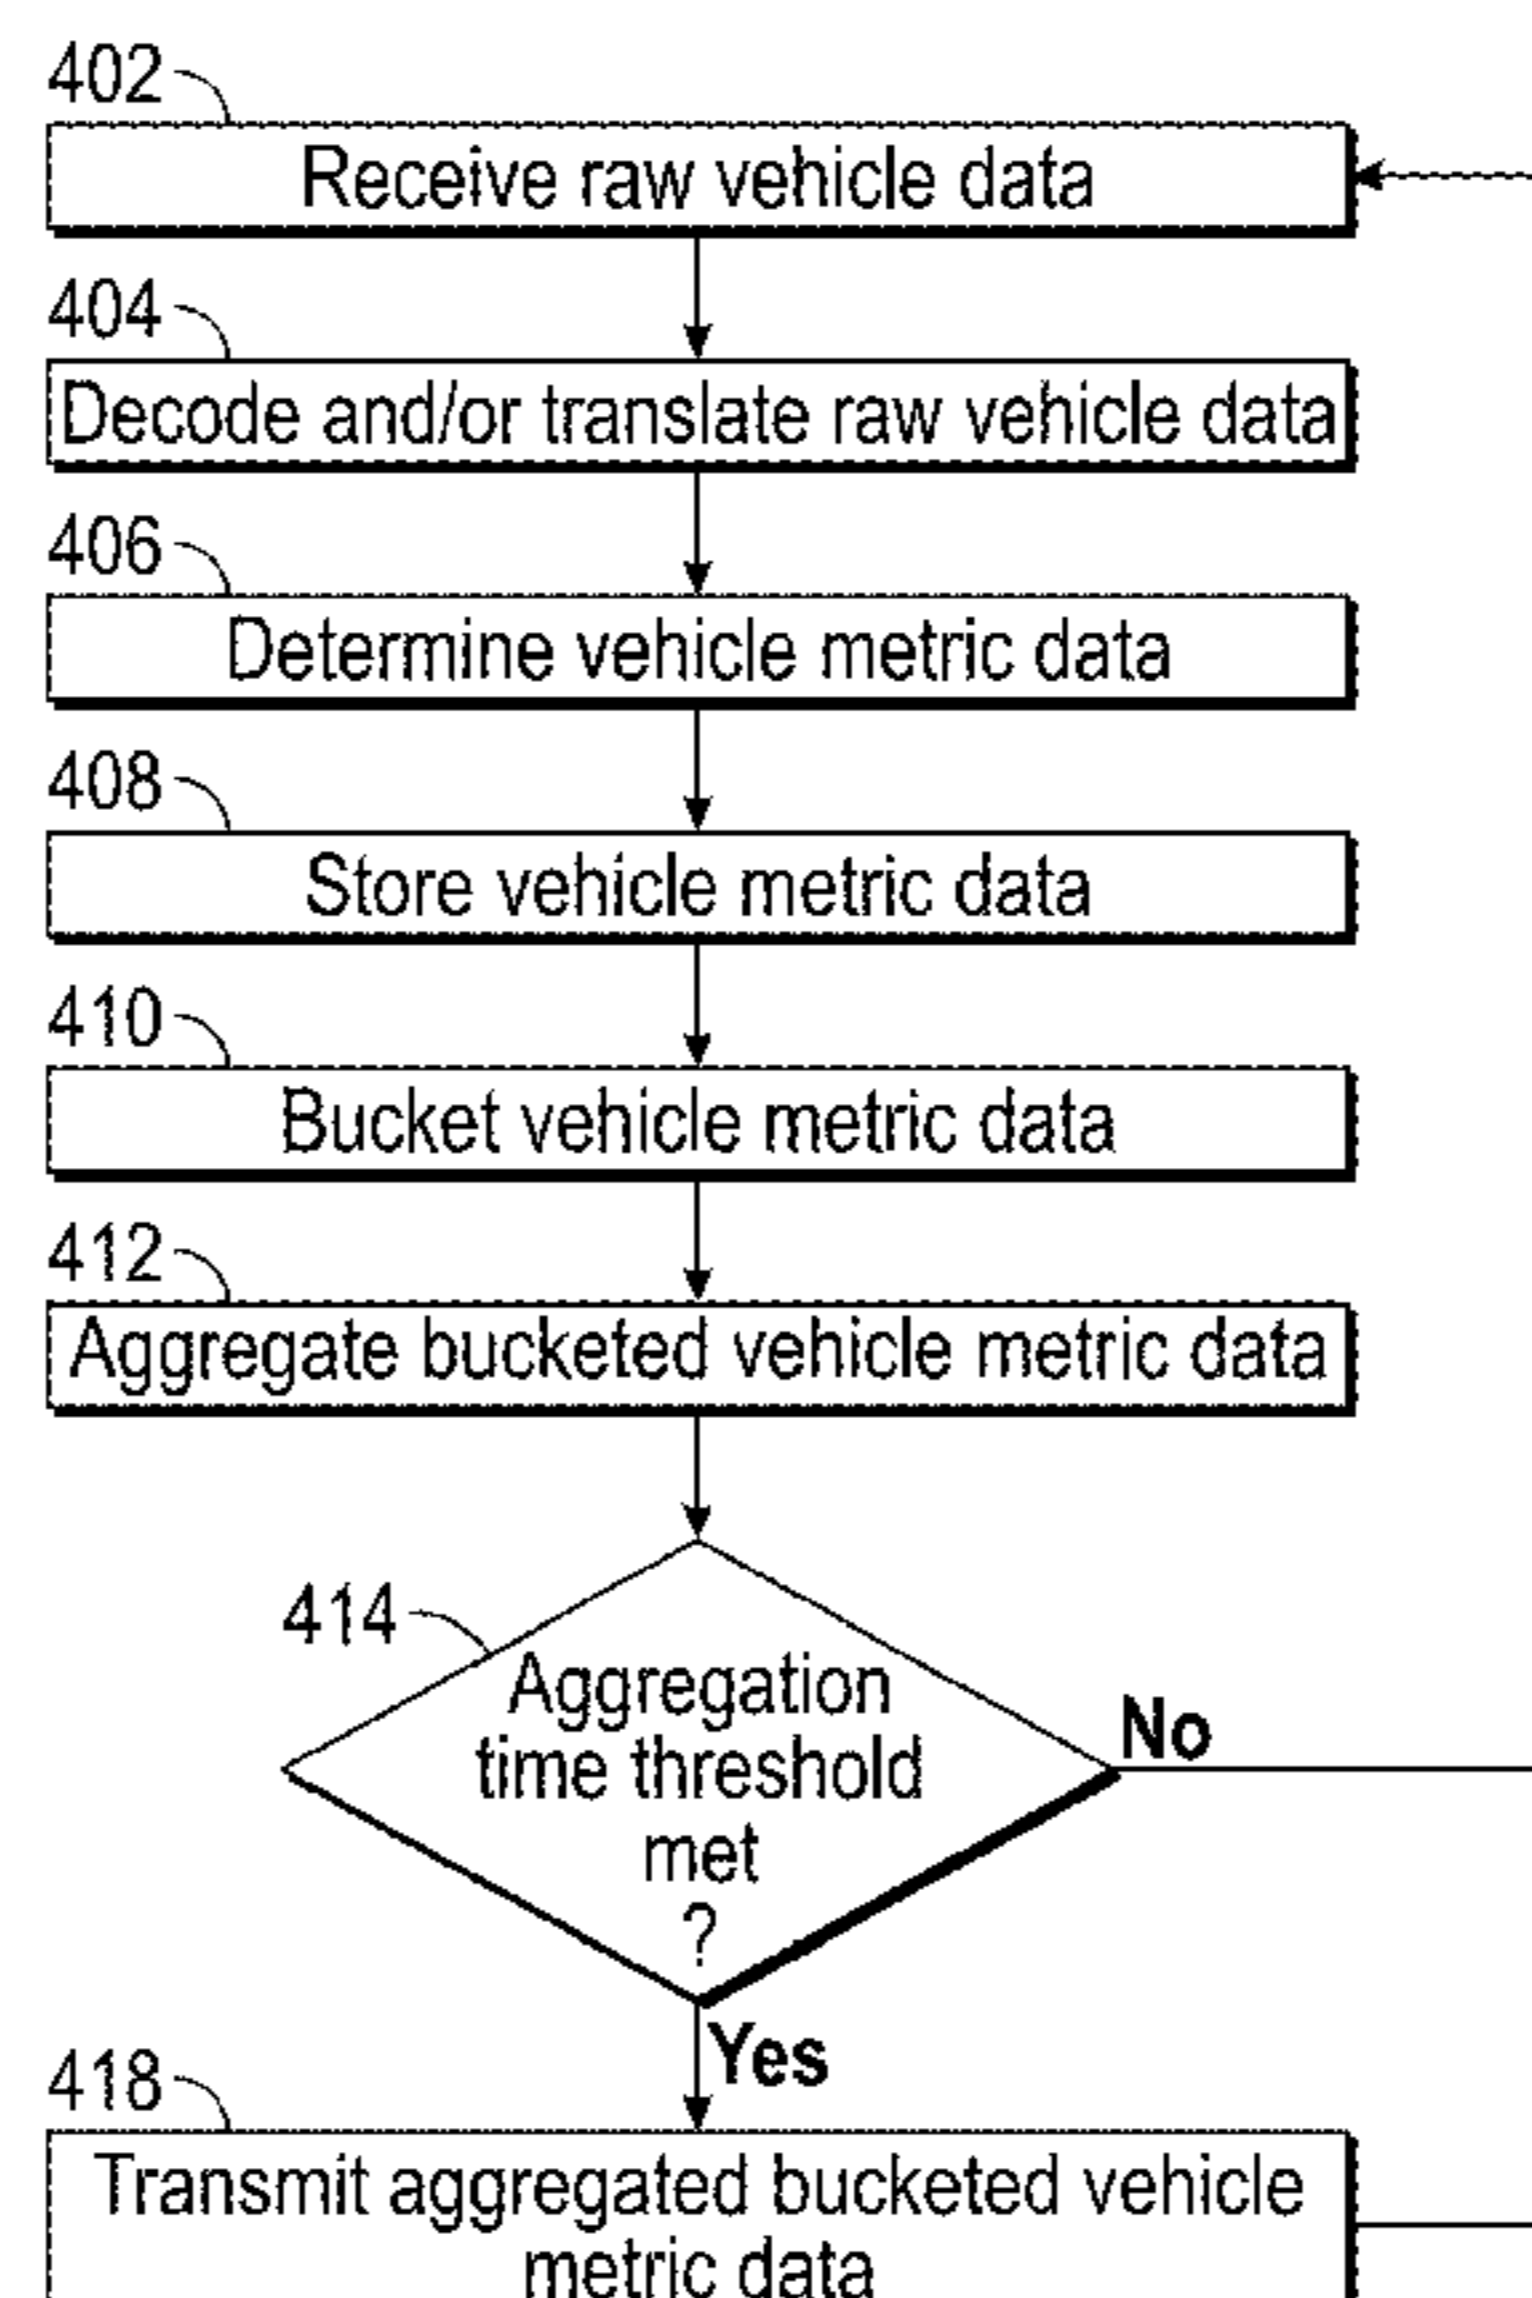 402
Receive raw vehicle data
404
Decode and/or translate raw vehicle data
406
Determine vehicle metric data
408
Store vehicle metric data
410
Bucket vehicle metric data
412
Aggregate bucketed vehicle metric data
414
Aggregation
time threshold
met
?
No
Yes
418
Transmit aggregated bucketed vehicle
metric data